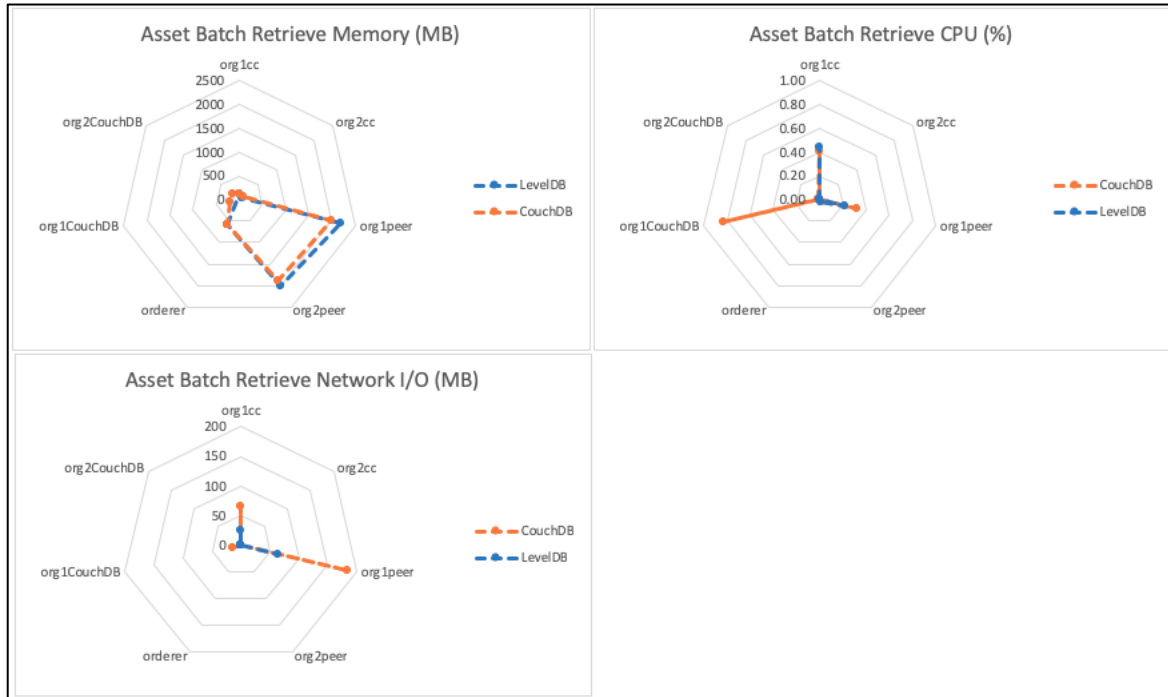 Asset Batch Retrieve Memory (MB)
org1cc
2500
2000
1500
1000
500
0
org2CouchDB
org2cc
org1CouchDB
org1peer
orderer
org2peer
LevelDB
CouchDB
Asset Batch Retrieve CPU (%)
org1cc
1.00
0.80
0.60
0.40
0.20
0.00
org2CouchDB
org2cc
org1CouchDB
org1peer
orderer
org2peer
CouchDB
LevelDB
Asset Batch Retrieve Network I/O (MB)
org1cc
200
150
100
50
0
org2CouchDB
org2cc
org1CouchDB
org1peer
orderer
org2peer
CouchDB
LevelDB